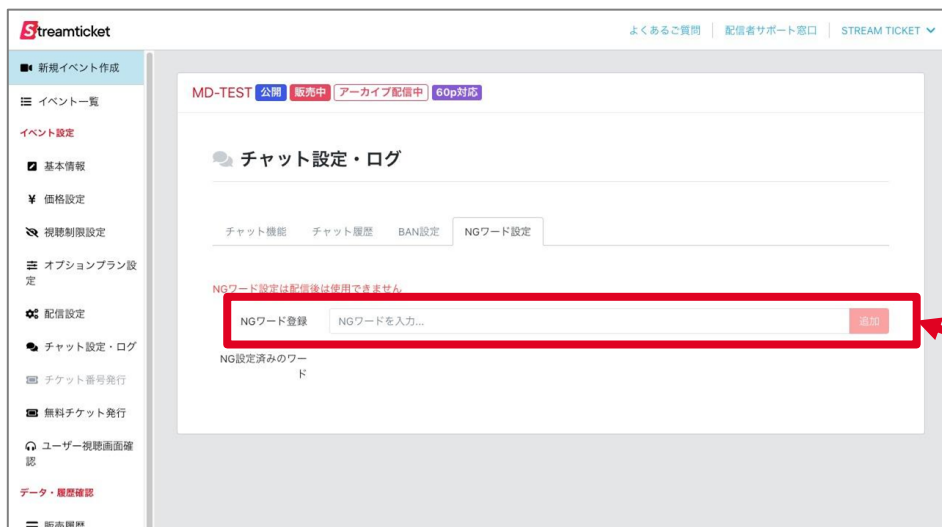 Streamticket
よくあるご質問
配信者サポート窓口
STREAM TICKET
新規イベント作成
イベント一覧
イベント設定
基本情報
¥ 価格設定
視聴制限設定
オプションプラン設
定
配信設定
チャット設定・ログ
チケット番号発行
無料チケット発行
ユーザー視聴画面確
認
データ・履歴確認
販売履歴
MD-TEST 公開 販売中 アーカイブ配信中 60p対応
チャット設定・ログ
チャット機能 チャット履歴 BAN設定 NGワード設定
NGワード設定は配信後は使用できません
NGワード登録 NGワードを入力... 追加
NG設定済みのワー
ド